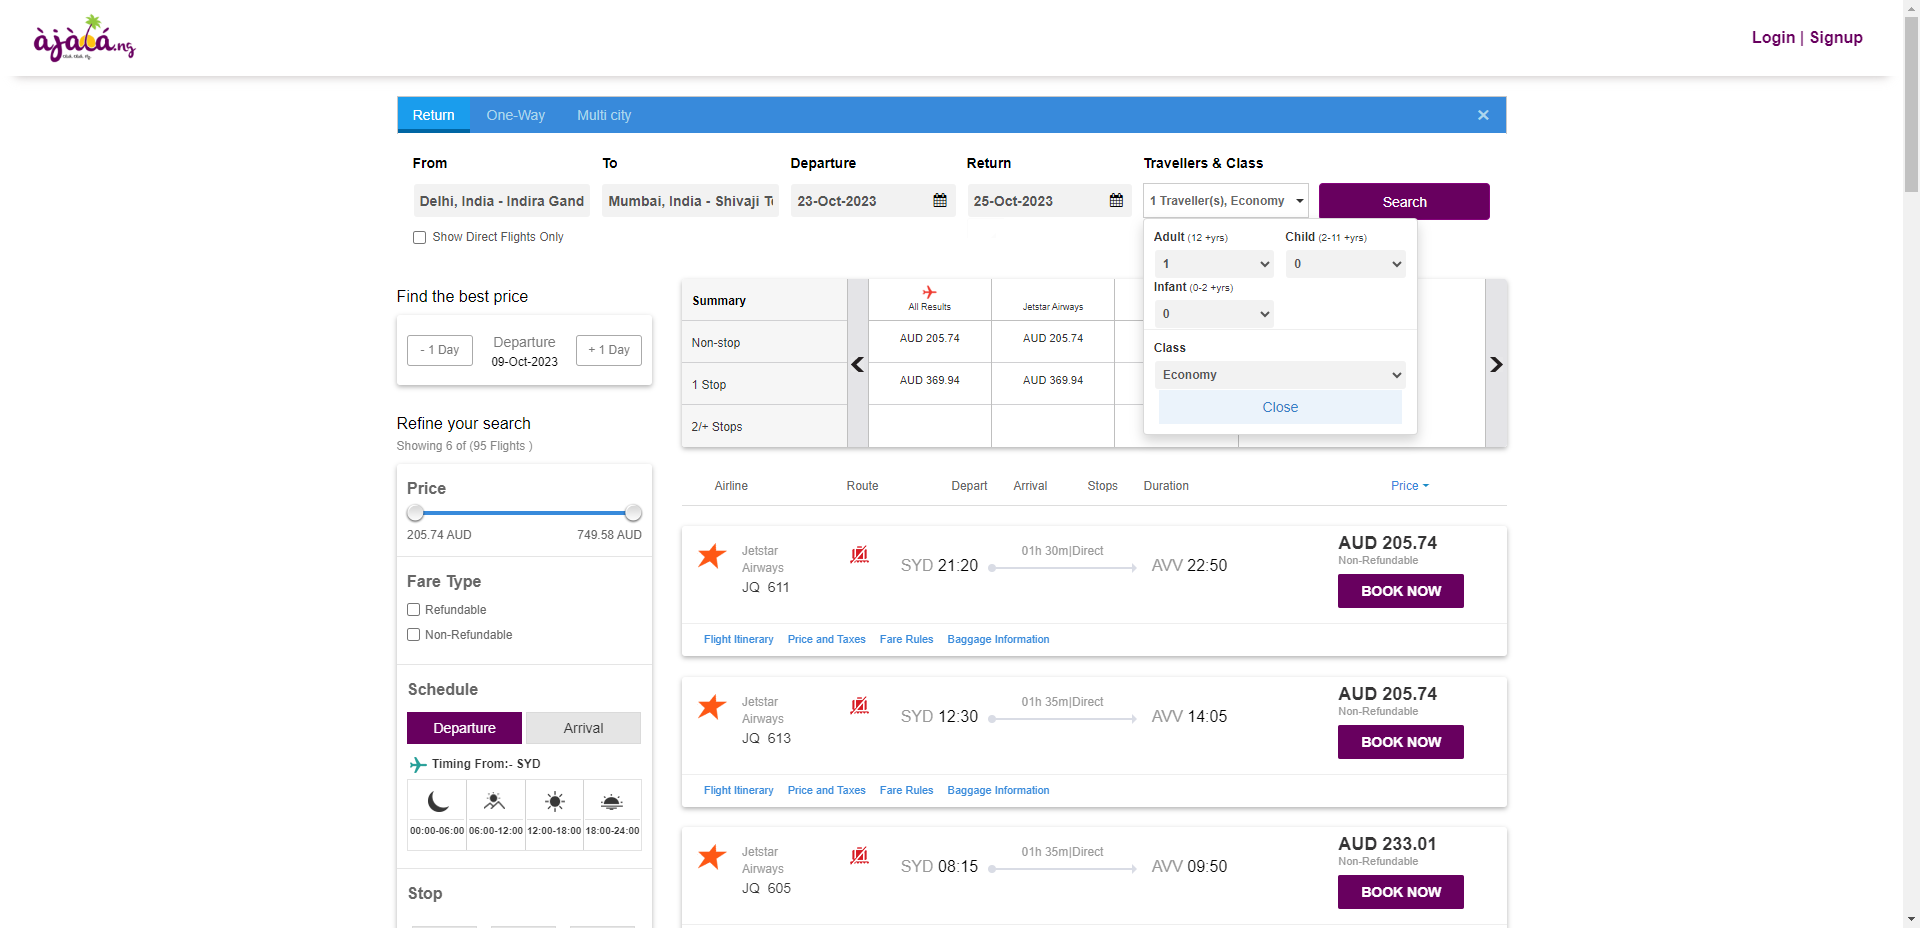 àjàlá.ng
Login | Signup
Return One-Way Multi city ×
From To Departure Return Travellers & Class
Delhi, India - Indira Gand Mumbai, India - Shivaji T 23-Oct-2023 25-Oct-2023 1 Traveller(s), Economy Search
Show Direct Flights Only
Adult (12 +yrs) Child (2-11 +yrs)
1 0
Infant (0-2 +yrs)
0
Class
Economy
Close
Find the best price
- 1 Day Departure + 1 Day
09-Oct-2023
Refine your search
Showing 6 of (95 Flights )
Price
205.74 AUD 749.58 AUD
Fare Type
Refundable
Non-Refundable
Schedule
Departure Arrival
Timing From:- SYD
00:00-06:00 06:00-12:00 12:00-18:00 18:00-24:00
Stop
Summary All Results Jetstar Airways
Non-stop AUD 205.74 AUD 205.74
1 Stop AUD 369.94 AUD 369.94
2/+ Stops
Airline Route Depart Arrival Stops Duration Price
Jetstar Airways
JQ 611
SYD 21:20 01h 30m|Direct AVV 22:50
AUD 205.74
Non-Refundable
BOOK NOW
Flight Itinerary Price and Taxes Fare Rules Baggage Information
Jetstar Airways
JQ 613
SYD 12:30 01h 35m|Direct AVV 14:05
AUD 205.74
Non-Refundable
BOOK NOW
Flight Itinerary Price and Taxes Fare Rules Baggage Information
Jetstar Airways
JQ 605
SYD 08:15 01h 35m|Direct AVV 09:50
AUD 233.01
Non-Refundable
BOOK NOW